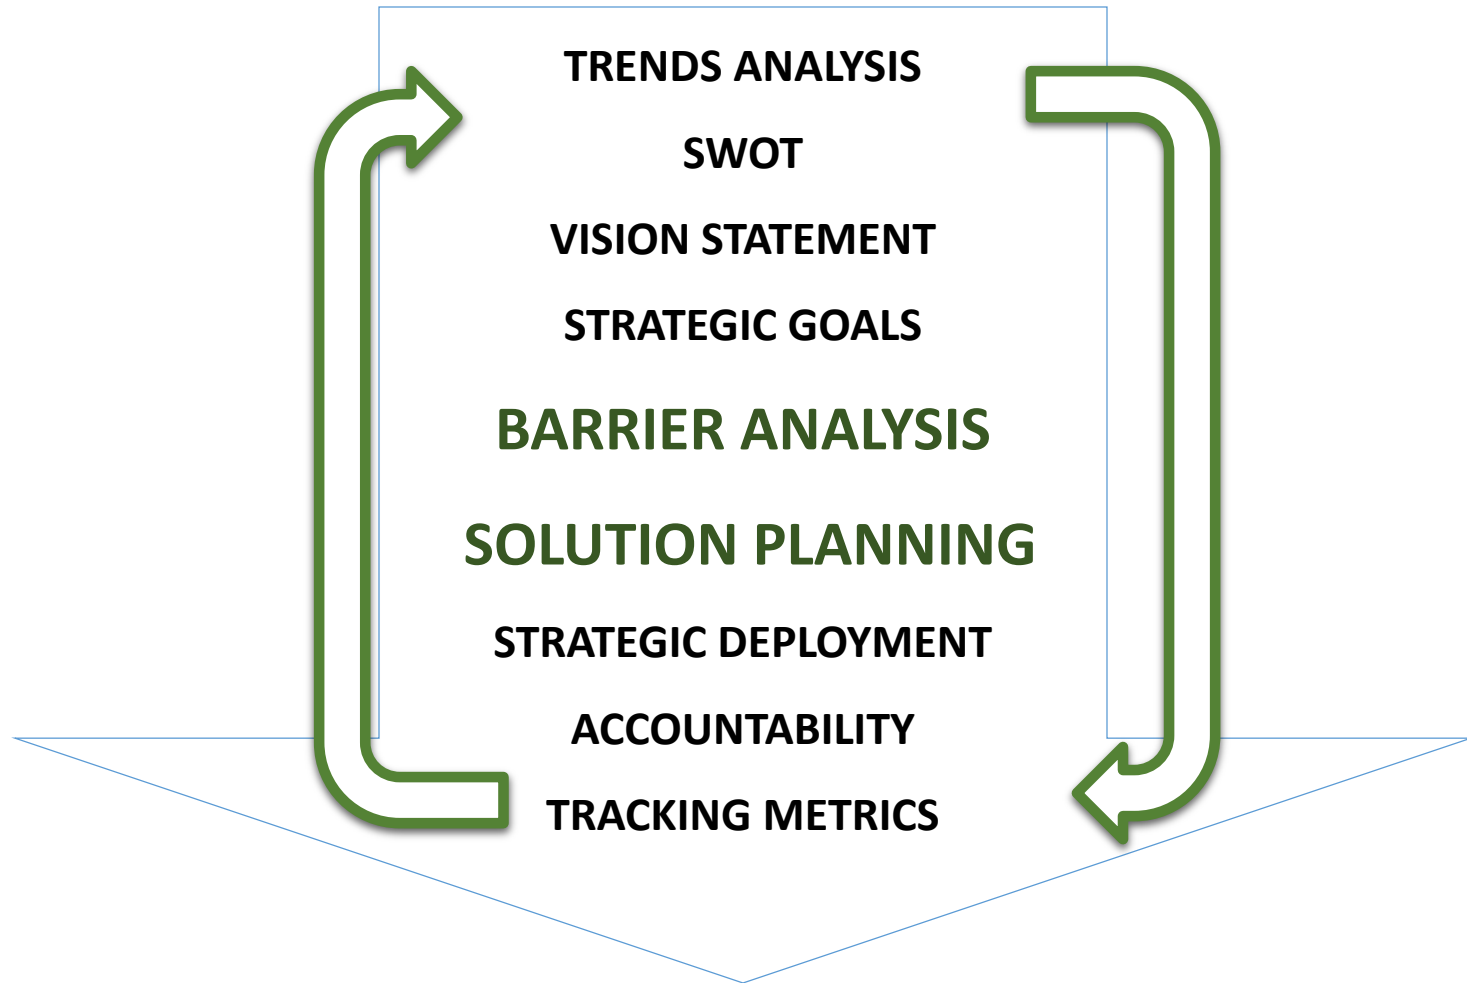 TRENDS ANALYSIS
SWOT
VISION STATEMENT
STRATEGIC GOALS
BARRIER ANALYSIS
SOLUTION PLANNING
STRATEGIC DEPLOYMENT
ACCOUNTABILITY
TRACKING METRICS